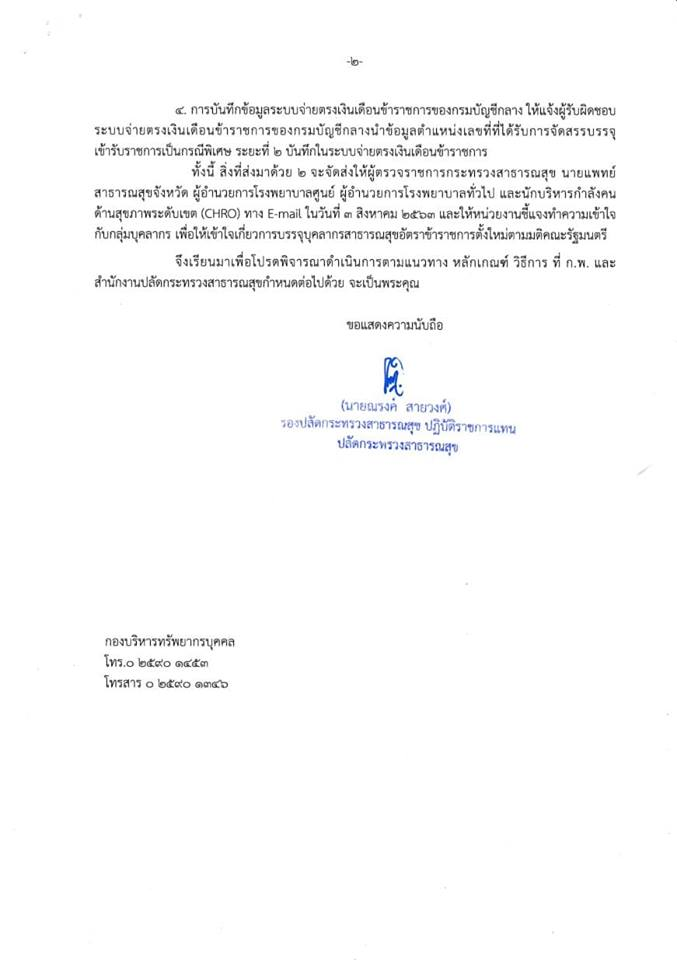 -๒-
๔. การบันทึกข้อมูลระบบจ่ายตรงเงินเดือนข้าราชการของกรมบัญชีกลาง ให้แจ้งผู้รับผิดชอบ
ระบบจ่ายตรงเงินเดือนข้าราชการของกรมบัญชีกลางนำข้อมูลตำแหน่งเลขที่ที่ได้รับการจัดสรรบรรจุ
เข้ารับราชการเป็นกรณีพิเศษ ระยะที่ ๒ บันทึกในระบบจ่ายตรงเงินเดือนข้าราชการ
ทั้งนี้ สิ่งที่ส่งมาด้วย ๒ จะจัดส่งให้ผู้ตรวจราชการกระทรวงสาธารณสุข นายแพทย์
สาธารณสุขจังหวัด ผู้อำนวยการโรงพยาบาลศูนย์ ผู้อำนวยการโรงพยาบาลทั่วไป และนักบริหารกำลังคน
ด้านสุขภาพระดับเขต (CHRO) ทาง E-mail ในวันที่ ๓ สิงหาคม ๒๕๖๓ และให้หน่วยงานชี้แจงทำความเข้าใจ
กับกลุ่มบุคลากร เพื่อให้เข้าใจเกี่ยวการบรรจุบุคลากรสาธารณสุขอัตราข้าราชการตั้งใหม่ตามมติคณะรัฐมนตรี
จึงเรียนมาเพื่อโปรดพิจารณาดำเนินการตามแนวทาง หลักเกณฑ์ วิธีการ ที่ ก.พ. และ
สำนักงานปลัดกระทรวงสาธารณสุขกำหนดต่อไปด้วย จะเป็นพระคุณ
ขอแสดงความนับถือ
(นายณรงค์ สายวงศ์)
รองปลัดกระทรวงสาธารณสุข ปฏิบัติราชการแทน
ปลัดกระทรวงสาธารณสุข
กองบริหารทรัพยากรบุคคล
โทร.๐ ๒๕๙๐ ๑๔๕๓
โทรสาร ๐ ๒๕๙๐ ๑๓๔๖